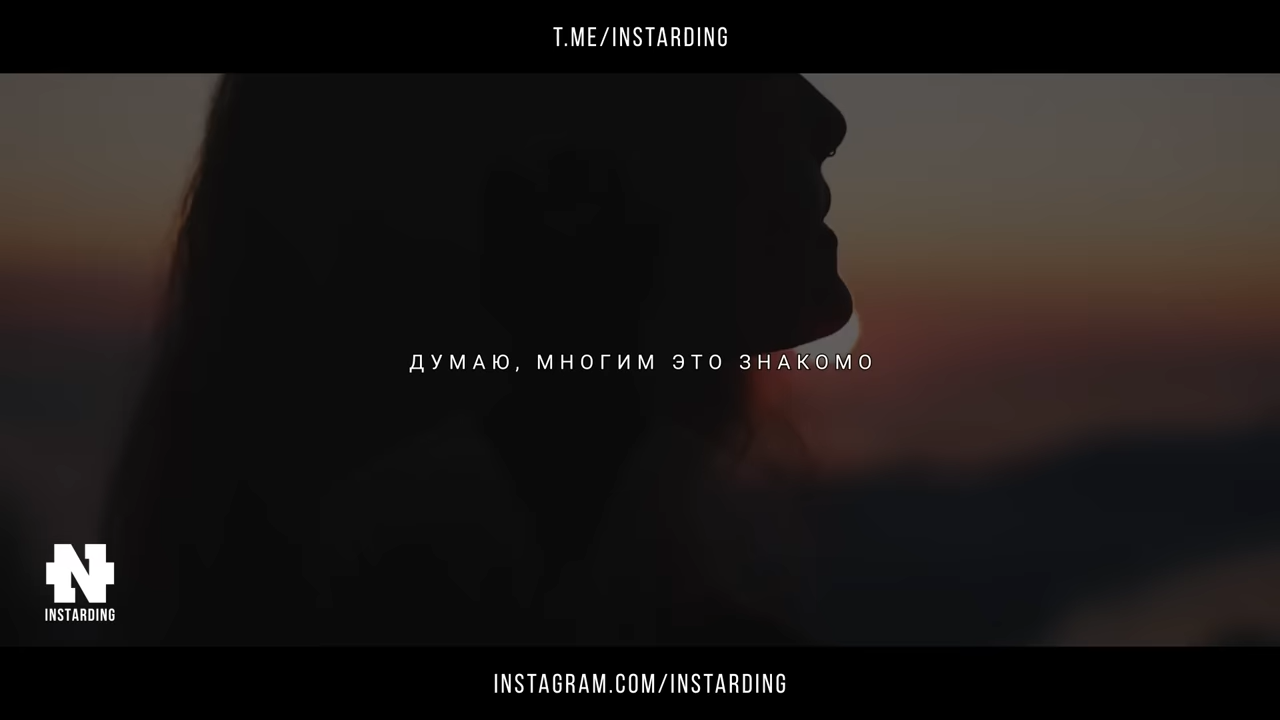 T.ME/INSTARDING
ДУМАЮ, МНОГИМ ЭТО ЗНАКОМО
N
INSTARDING
INSTAGRAM.COM/INSTARDING